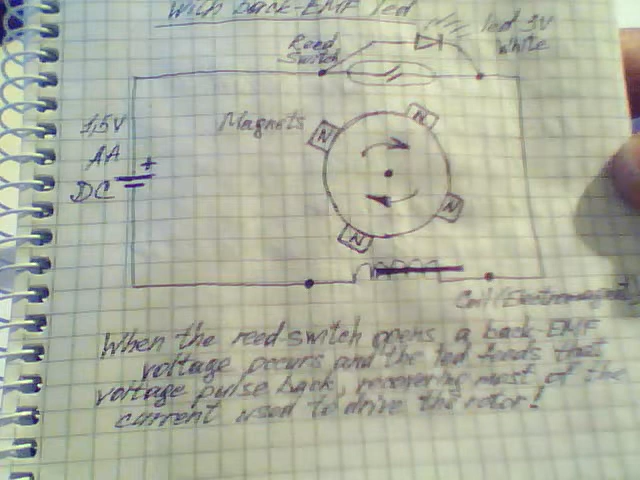 With back-EMF led
Reed
Switch
led 3V
white
1,5V
AA
DC
+
Magnets
N
N
N
N
Coil (Electromagnet)
When the reed switch opens, a back-EMF
voltage occurs and the led feeds that
voltage pulse back, recovering most of the
current used to drive the rotor!